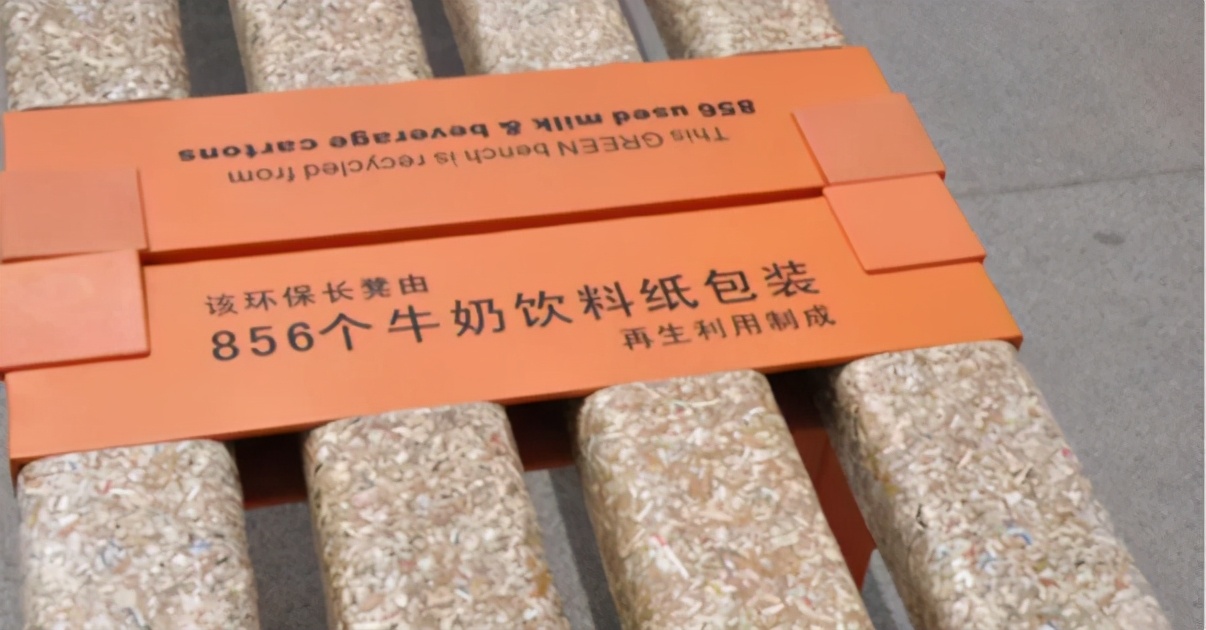 This GREEN bench is recycled from
856 used milk & beverage cartons
该环保长凳由
856个牛奶饮料纸包装
再生利用制成